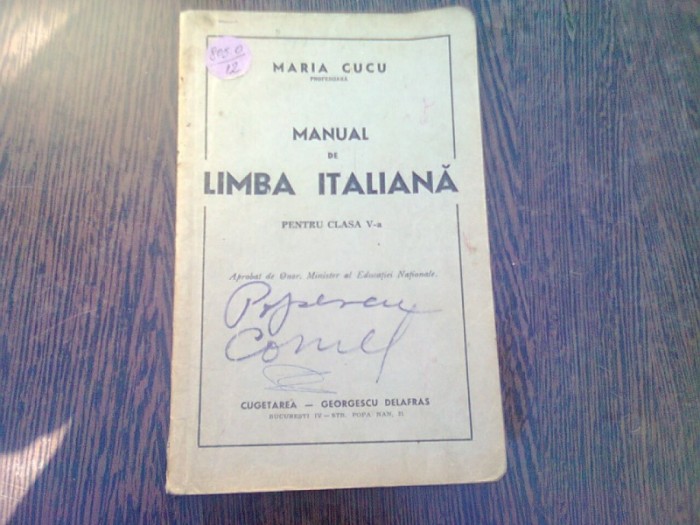 MARIA CUCU
PROFESOARĂ
MANUAL
DE
LIMBA ITALIANĂ
PENTRU CLASA V-a
Aprobat de Onor. Minister al Educației Naționale.
Popescu
Cornel
CUGETAREA — GEORGESCU DELAFRAS
BUCUREȘTI IV — STR. POPA NAN, 21